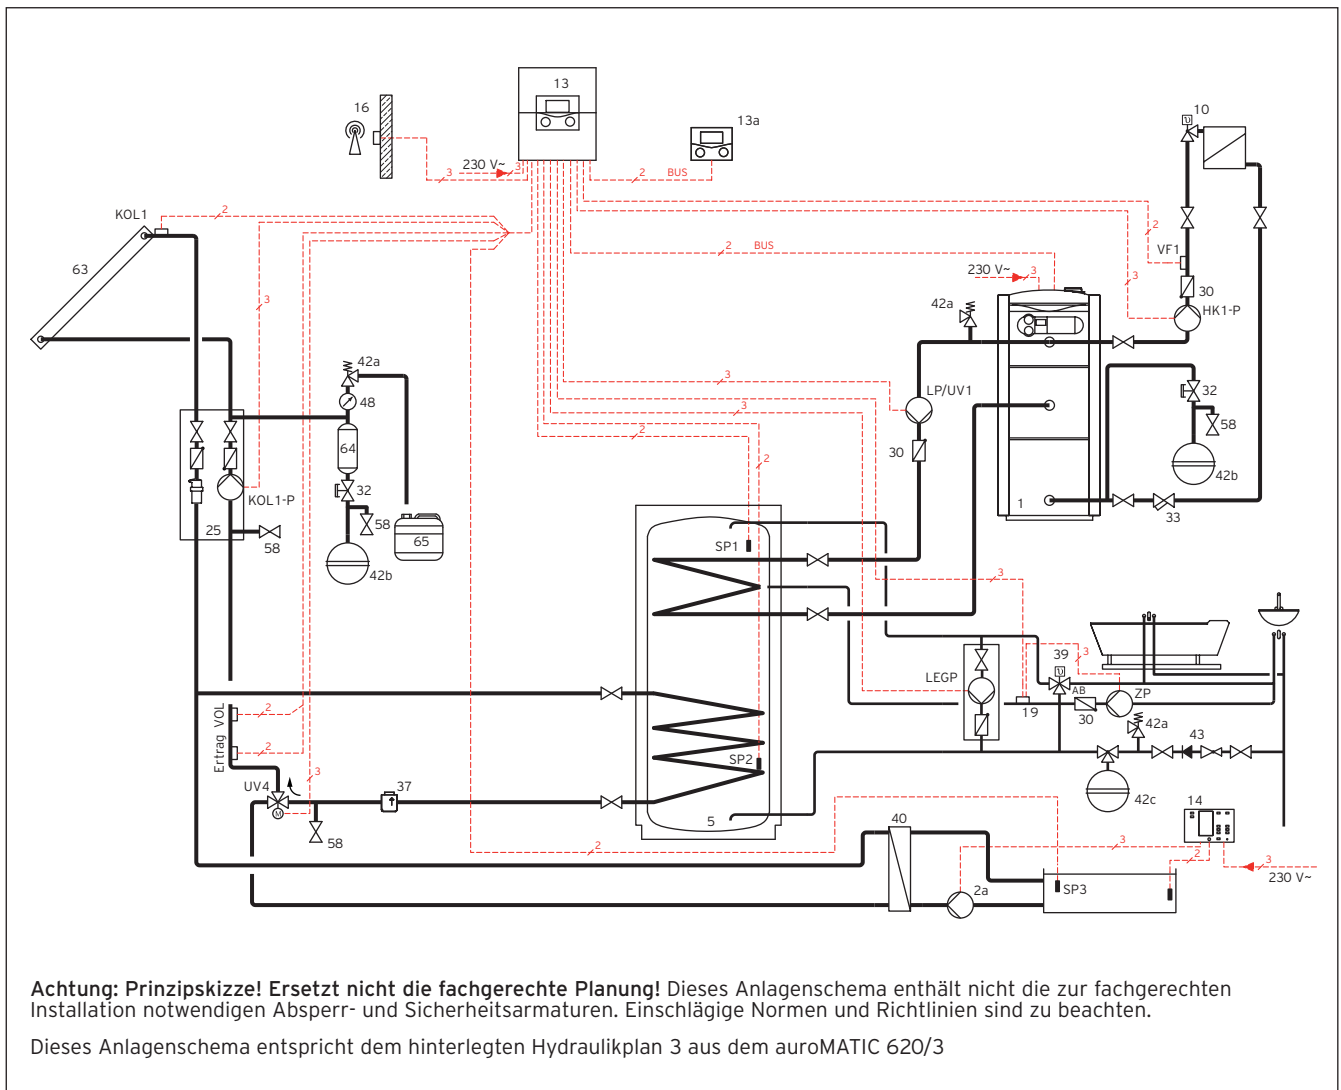 13
16
13a
10
230 V~
3
3
2
BUS
KOL1
2
2
63
VF1
2
BUS
230 V~
3
3
30
3
42a
HK1-P
42a
3
LP/UV1
32
48
3
58
2
64
30
2
42b
KOL1-P
32
1
33
58
25
65
58
SP1
42b
3
39
3
LEGP
AB
ZP
19
30
42a
43
Ertrag VOL
2
2
SP2
UV4
3
37
42c
14
M
5
40
58
2
3
2
3
230 V~
2a
SP3
Achtung: Prinzipskizze! Ersetzt nicht die fachgerechte Planung! Dieses Anlagenschema enthält nicht die zur fachgerechten
Installation notwendigen Absperr- und Sicherheitsarmaturen. Einschlägige Normen und Richtlinien sind zu beachten.
Dieses Anlagenschema entspricht dem hinterlegten Hydraulikplan 3 aus dem auroMATIC 620/3